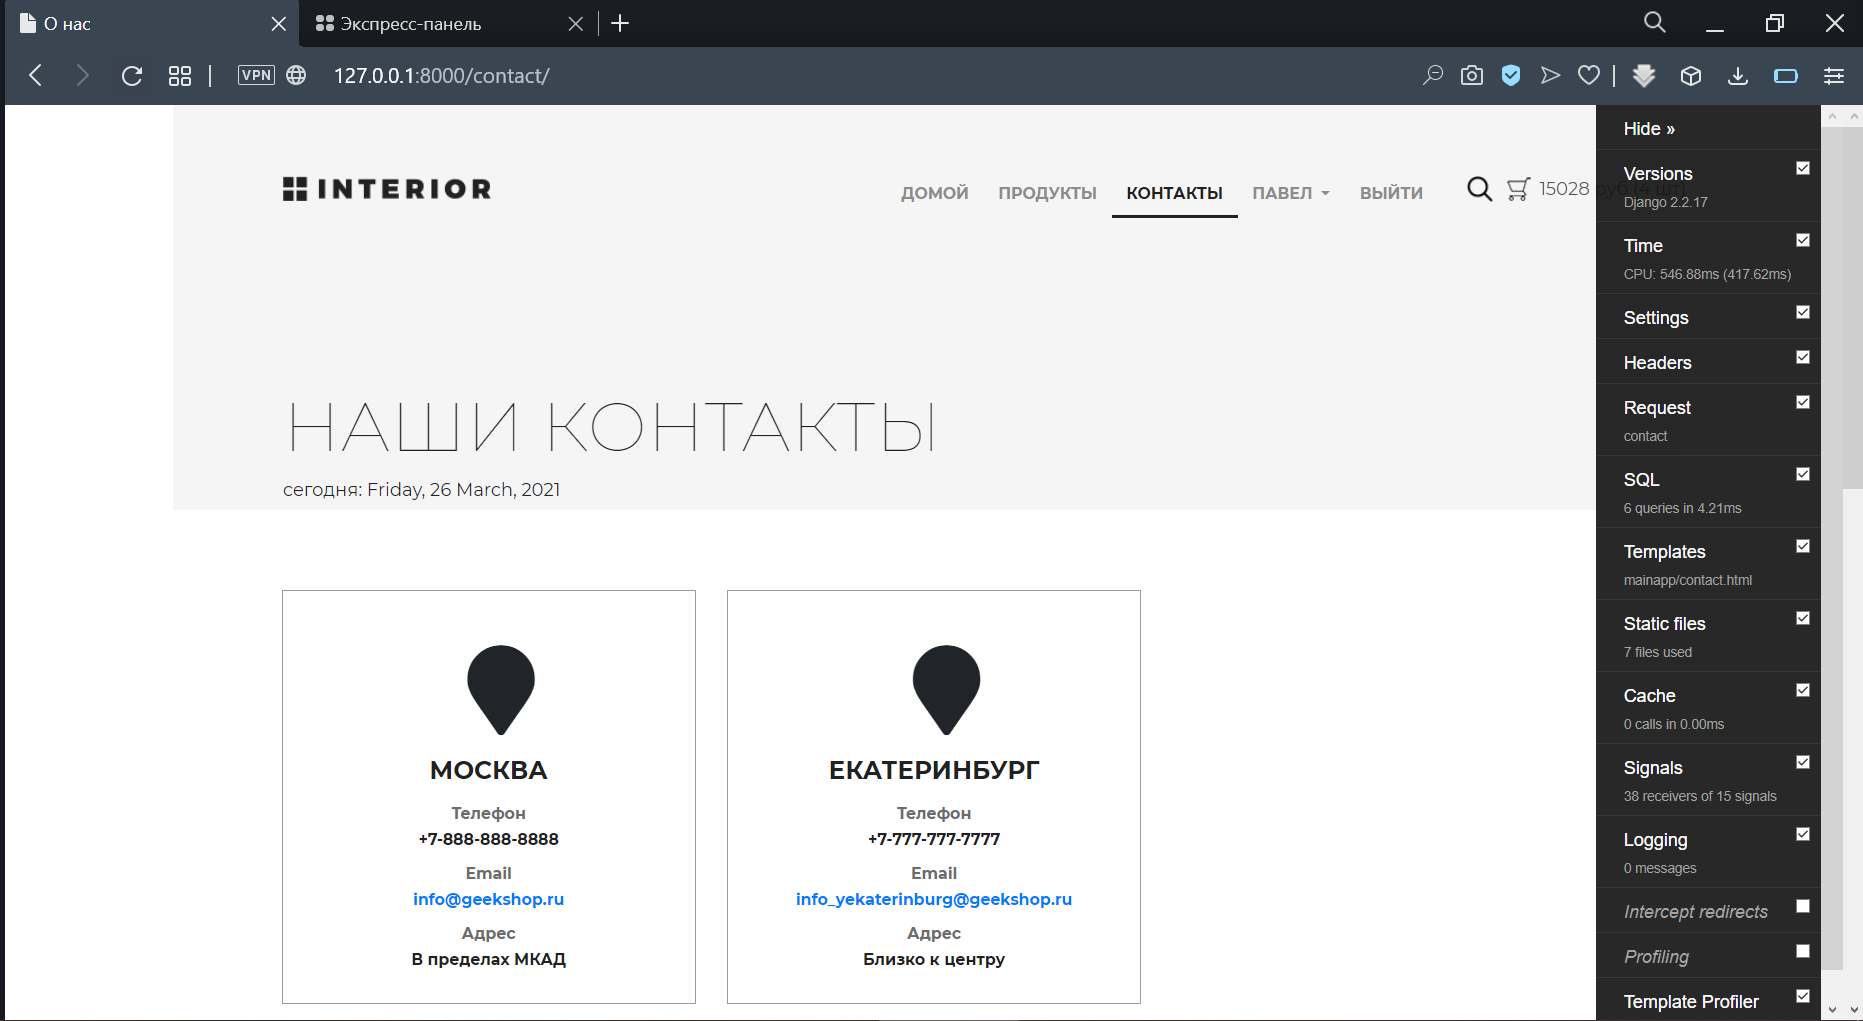 О нас
Экспресс-панель
VPN
127.0.0.1:8000/contact/
INTERIOR
ДОМОЙ
ПРОДУКТЫ
КОНТАКТЫ
ПАВЕЛ
ВЫЙТИ
15028 руб (4 шт)
НАШИ КОНТАКТЫ
сегодня: Friday, 26 March, 2021
МОСКВА
Телефон
+7-888-888-8888
Email
info@geekshop.ru
Адрес
В пределах МКАД
ЕКАТЕРИНБУРГ
Телефон
+7-777-777-7777
Email
info_yekaterinburg@geekshop.ru
Адрес
Близко к центру
Hide »
Versions
Django 2.2.17
Time
CPU: 546.88ms (417.62ms)
Settings
Headers
Request
contact
SQL
6 queries in 4.21ms
Templates
mainapp/contact.html
Static files
7 files used
Cache
0 calls in 0.00ms
Signals
38 receivers of 15 signals
Logging
0 messages
Intercept redirects
Profiling
Template Profiler